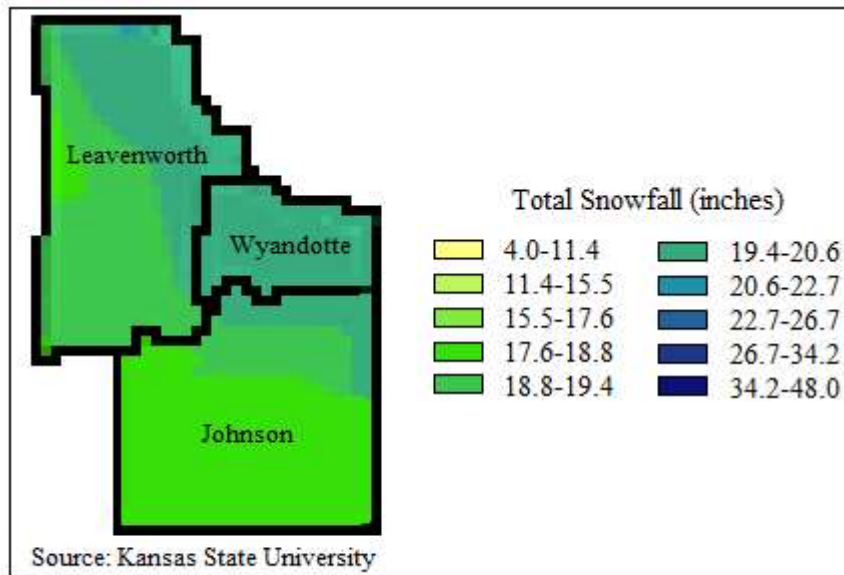 Leavenworth
Wyandotte
Johnson
Total Snowfall (inches)
4.0-11.4
11.4-15.5
15.5-17.6
17.6-18.8
18.8-19.4
19.4-20.6
20.6-22.7
22.7-26.7
26.7-34.2
34.2-48.0
Source: Kansas State University